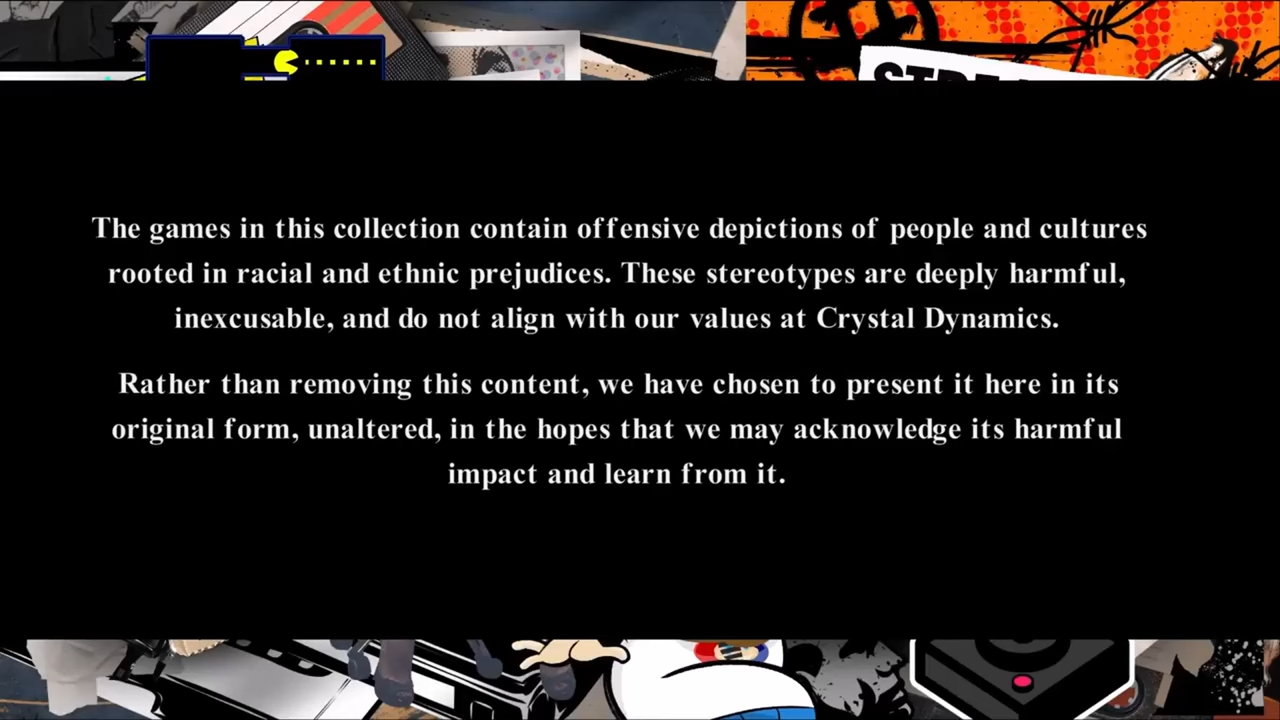 The games in this collection contain offensive depictions of people and cultures
rooted in racial and ethnic prejudices. These stereotypes are deeply harmful,
inexcusable, and do not align with our values at Crystal Dynamics.
Rather than removing this content, we have chosen to present it here in its
original form, unaltered, in the hopes that we may acknowledge its harmful
impact and learn from it.